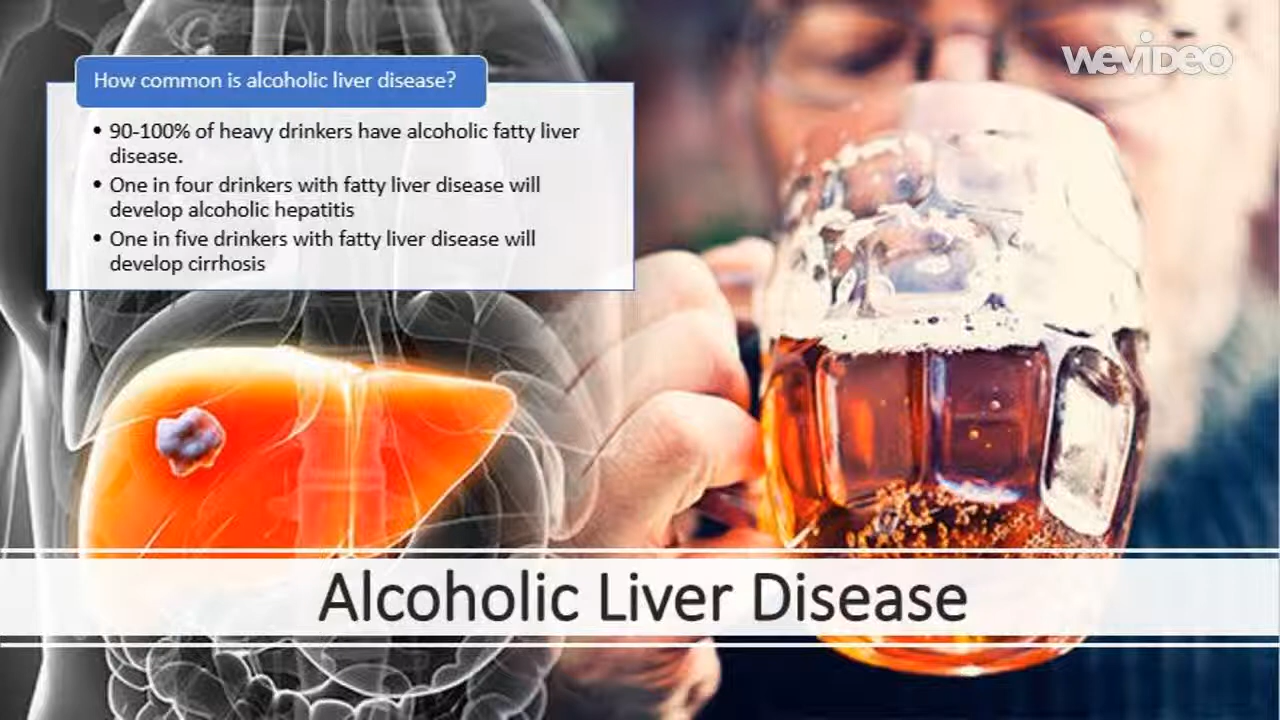 wevideo
How common is alcoholic liver disease?
• 90-100% of heavy drinkers have alcoholic fatty liver
disease.
• One in four drinkers with fatty liver disease will
develop alcoholic hepatitis
• One in five drinkers with fatty liver disease will
develop cirrhosis
Alcoholic Liver Disease